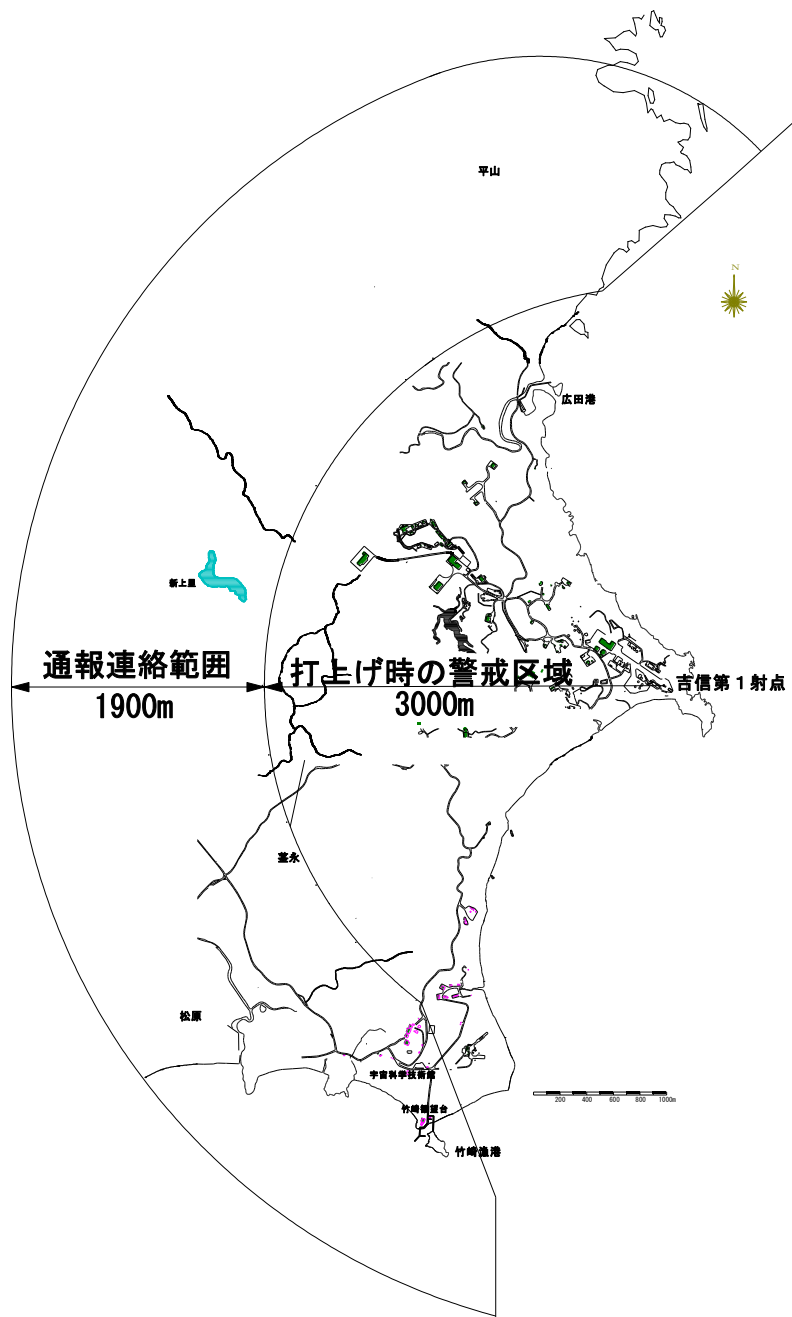 平山
N
広田港
新上里
通報連絡範囲
1900m
打上げ時の警戒区域
3000m
吉信第1射点
茎永
松原
宇宙科学技術館
竹崎展望台
竹崎漁港
200 400 600 800 1000m